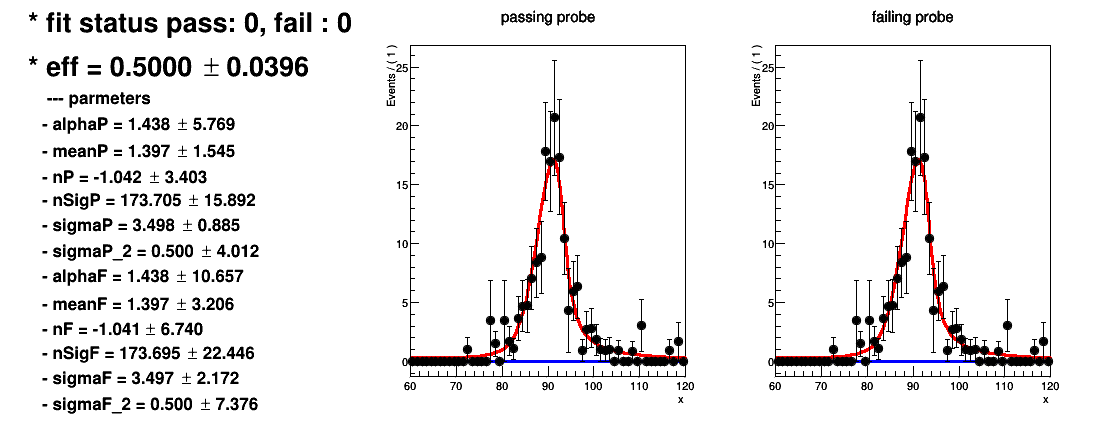 * fit status pass: 0, fail : 0
* eff = 0.5000 ± 0.0396
--- parmeters
- alphaP = 1.438 ± 5.769
- meanP = 1.397 ± 1.545
- nP = -1.042 ± 3.403
- nSigP = 173.705 ± 15.892
- sigmaP = 3.498 ± 0.885
- sigmaP_2 = 0.500 ± 4.012
- alphaF = 1.438 ± 10.657
- meanF = 1.397 ± 3.206
- nF = -1.041 ± 6.740
- nSigF = 173.695 ± 22.446
- sigmaF = 3.497 ± 2.172
- sigmaF_2 = 0.500 ± 7.376
passing probe
Events / ( 1 )
25
20
15
10
5
0
60 70 80 90 100 110 120
x
failing probe
Events / ( 1 )
25
20
15
10
5
0
60 70 80 90 100 110 120
x